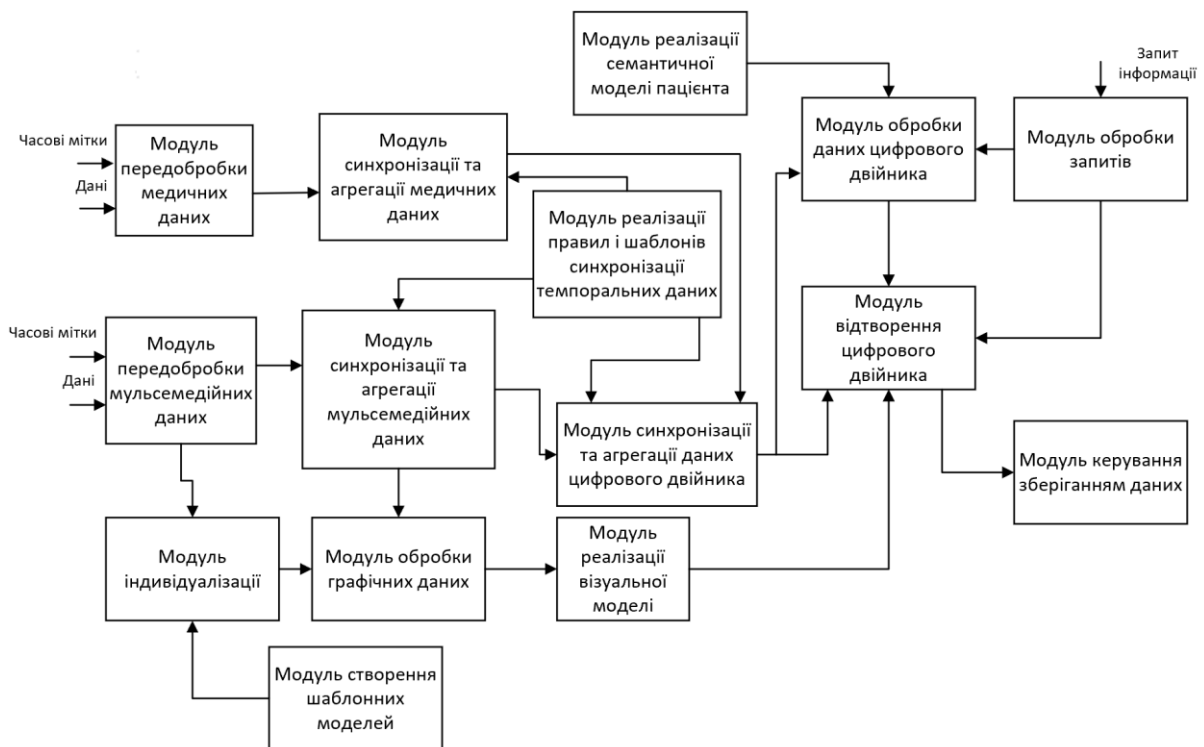 Модуль реалізації
семантичної
моделі пацієнта
Запит
інформації
Часові мітки
Дані
Модуль
передобробки
медичних
даних
Модуль
синхронізації та
агрегації медичних
даних
Модуль обробки
даних цифрового
двійника
Модуль обробки
запитів
Модуль реалізації
правил і шаблонів
синхронізації
темпоральних даних
Часові мітки
Дані
Модуль
передобробки
мульсемедійних
даних
Модуль
синхронізації та
агрегації
мульсемедійних
даних
Модуль
відтворення
цифрового
двійника
Модуль синхронізації
та агрегації даних
цифрового двійника
Модуль керування
зберіганням даних
Модуль
індивідуалізації
Модуль обробки
графічних даних
Модуль
реалізації
візуальної
моделі
Модуль створення
шаблонних
моделей